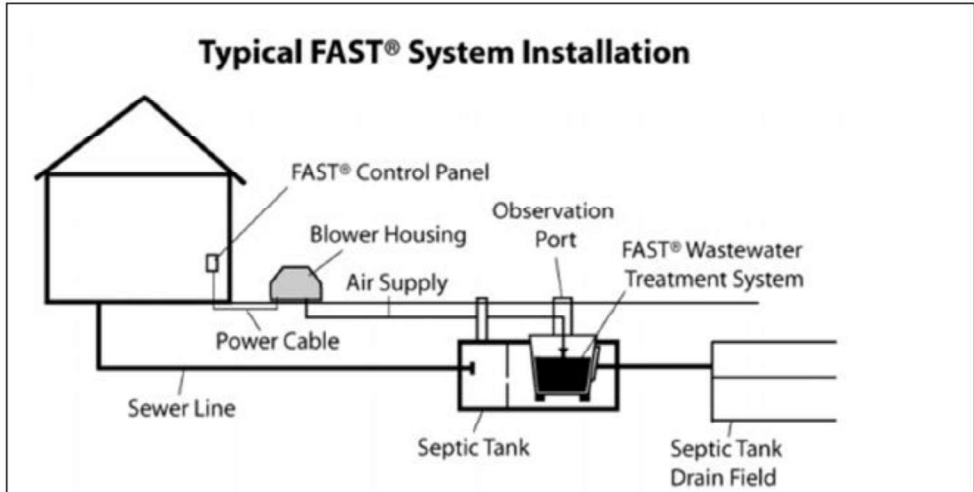 Typical FAST® System Installation
FAST® Control Panel
Observation
Port
Blower Housing
FAST® Wastewater
Treatment System
Air Supply
Power Cable
Sewer Line
Septic Tank
Septic Tank
Drain Field